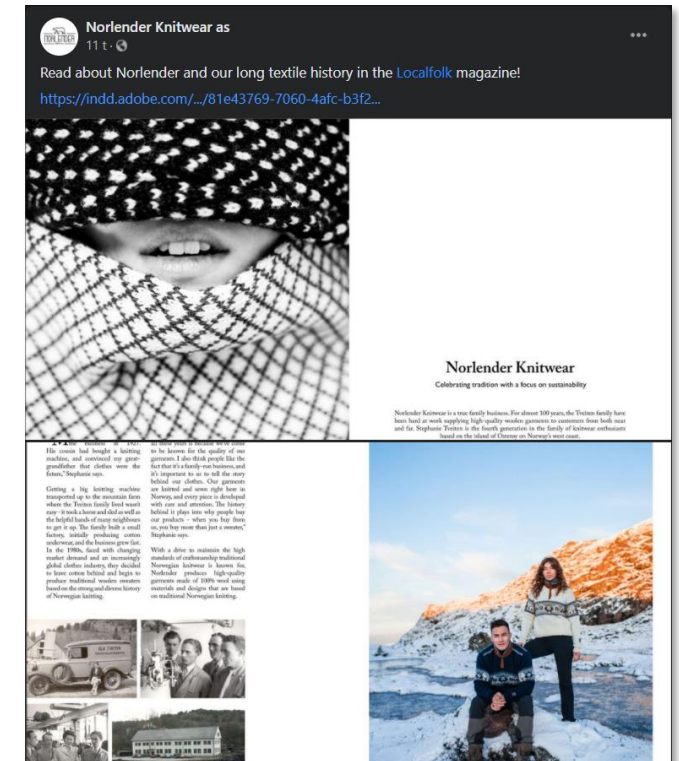 Norlender Knitwear as
11 t ·
Read about Norlender and our long textile history in the Localfolk magazine!
https://indd.adobe.com/.../81e43769-7060-4afc-b3f2...
Norlender Knitwear
Celebrating tradition with a focus on sustainability
Norlender Knitwear is a true family business. For almost 100 years, the Tveiten family have
been hard at work supplying high-quality woolen garments to customers from both near
and far. Stephanie Tveiten is the fourth generation in the family of knitwear enthusiasts
based on the island of Osterøy on Norway's west coast.
the business in 1927.
His cousin had bought a knitting
machine, and convinced my great-
grandfather that clothes were the
future," Stephanie says.
Getting a big knitting machine
transported up to the mountain farm
where the Tveiten family lived wasn't
easy - it took a horse and sled as well as
the helpful hands of many neighbours
to get it up. The family built a small
factory, initially producing cotton
underwear, and the business grew fast.
In the 1980s, faced with changing
market demand and an increasingly
global clothes industry, they decided
to leave cotton behind and begin to
produce traditional woolen sweaters
based on the strong and diverse history
of Norwegian knitting.
all these years is because we've come
to be known for the quality of our
garments. I also think people like the
fact that it's a family-run business, and
it's important to us to tell the story
behind our clothes. Our garments
are knitted and sewn right here in
Norway, and every piece is developed
with care and attention. The history
behind it plays into why people buy
our products – when you buy from
us, you buy more than just a sweater,"
Stephanie says.
With a drive to maintain the high
standards of craftsmanship traditional
Norwegian knitwear is known for,
Norlender produces high-quality
garments made of 100% wool using
materials and designs that are based
on traditional Norwegian knitting.